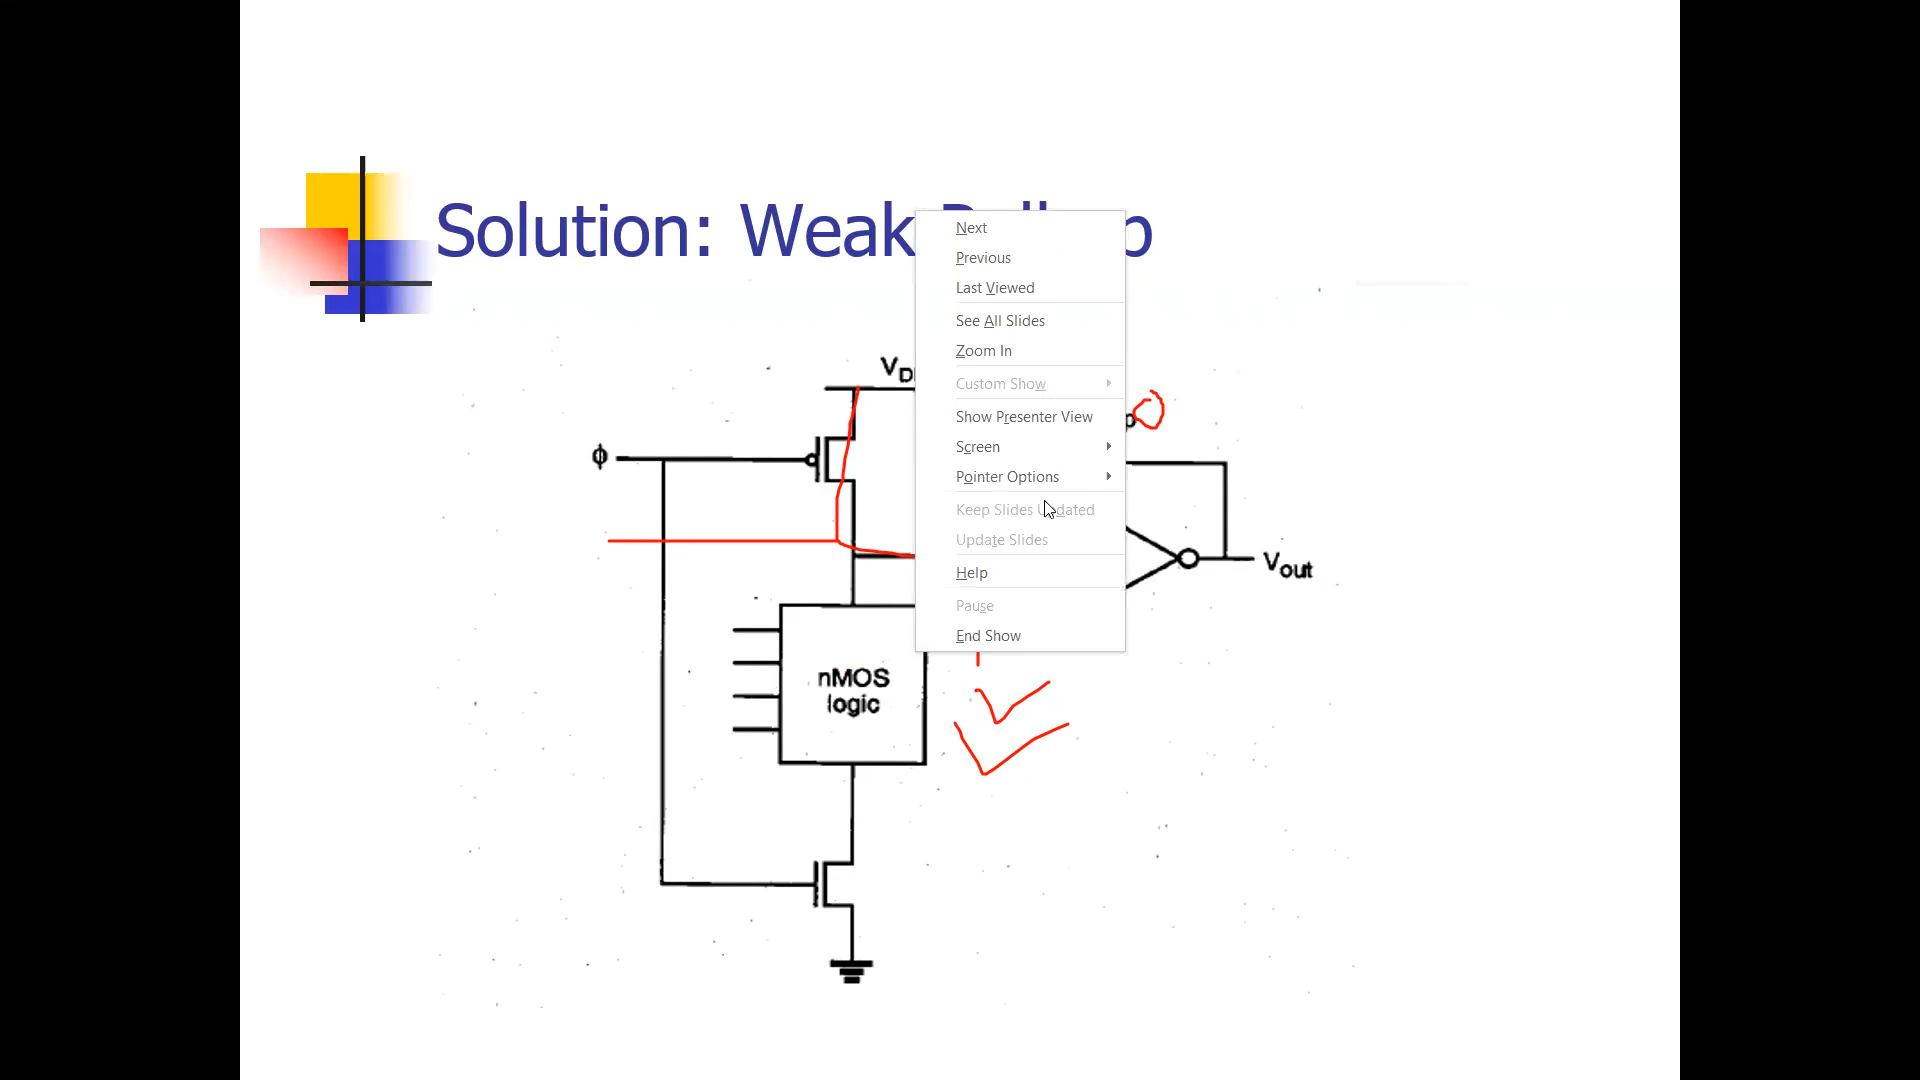 Solution: Weak
Next
Previous
Last Viewed
See All Slides
Zoom In
Custom Show
Show Presenter View
Screen
Pointer Options
Keep Slides Updated
Update Slides
Help
Pause
End Show
V
ϕ
Vout
nMOS
logic